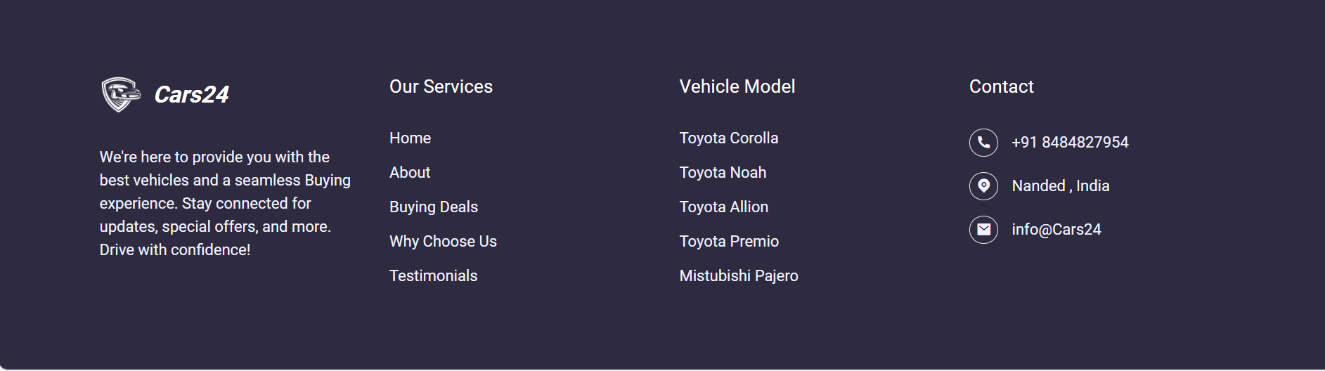 Cars24
We're here to provide you with the
best vehicles and a seamless Buying
experience. Stay connected for
updates, special offers, and more.
Drive with confidence!
Our Services
Home
About
Buying Deals
Why Choose Us
Testimonials
Vehicle Model
Toyota Corolla
Toyota Noah
Toyota Allion
Toyota Premio
Mistubishi Pajero
Contact
+91 8484827954
Nanded , India
info@Cars24